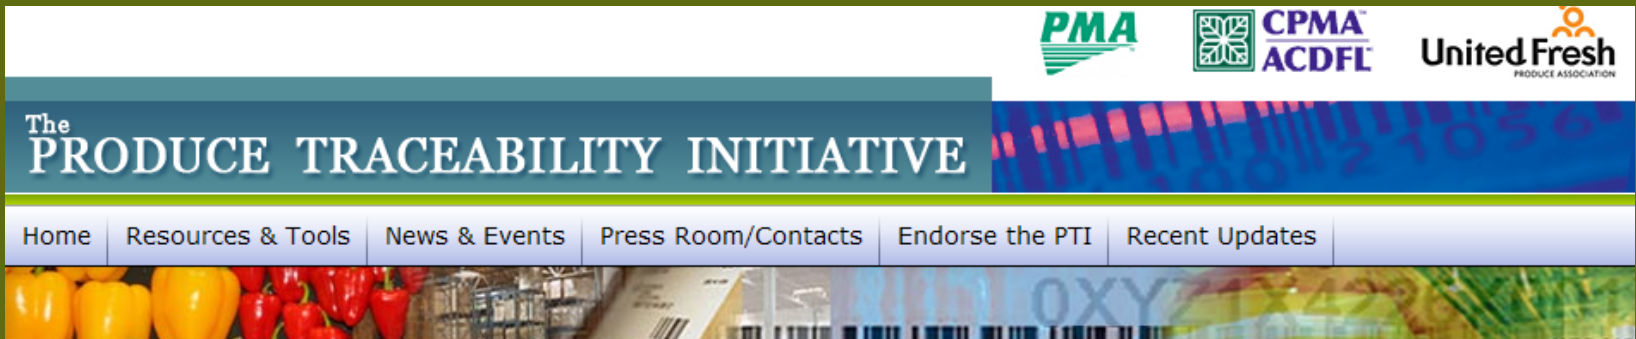 PMA
CPMA
ACDFL
United Fresh
PRODUCE ASSOCIATION
The
PRODUCE TRACEABILITY INITIATIVE
Home
Resources & Tools
News & Events
Press Room/Contacts
Endorse the PTI
Recent Updates